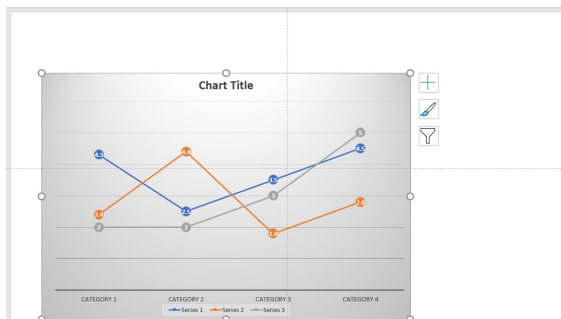 Chart Title
5
4.3 4.4 4.5
3.5
2.4 2.5 3 2.8
2 2 1.8
CATEGORY 1 CATEGORY 2 CATEGORY 3 CATEGORY 4
Series 1 Series 2 Series 3